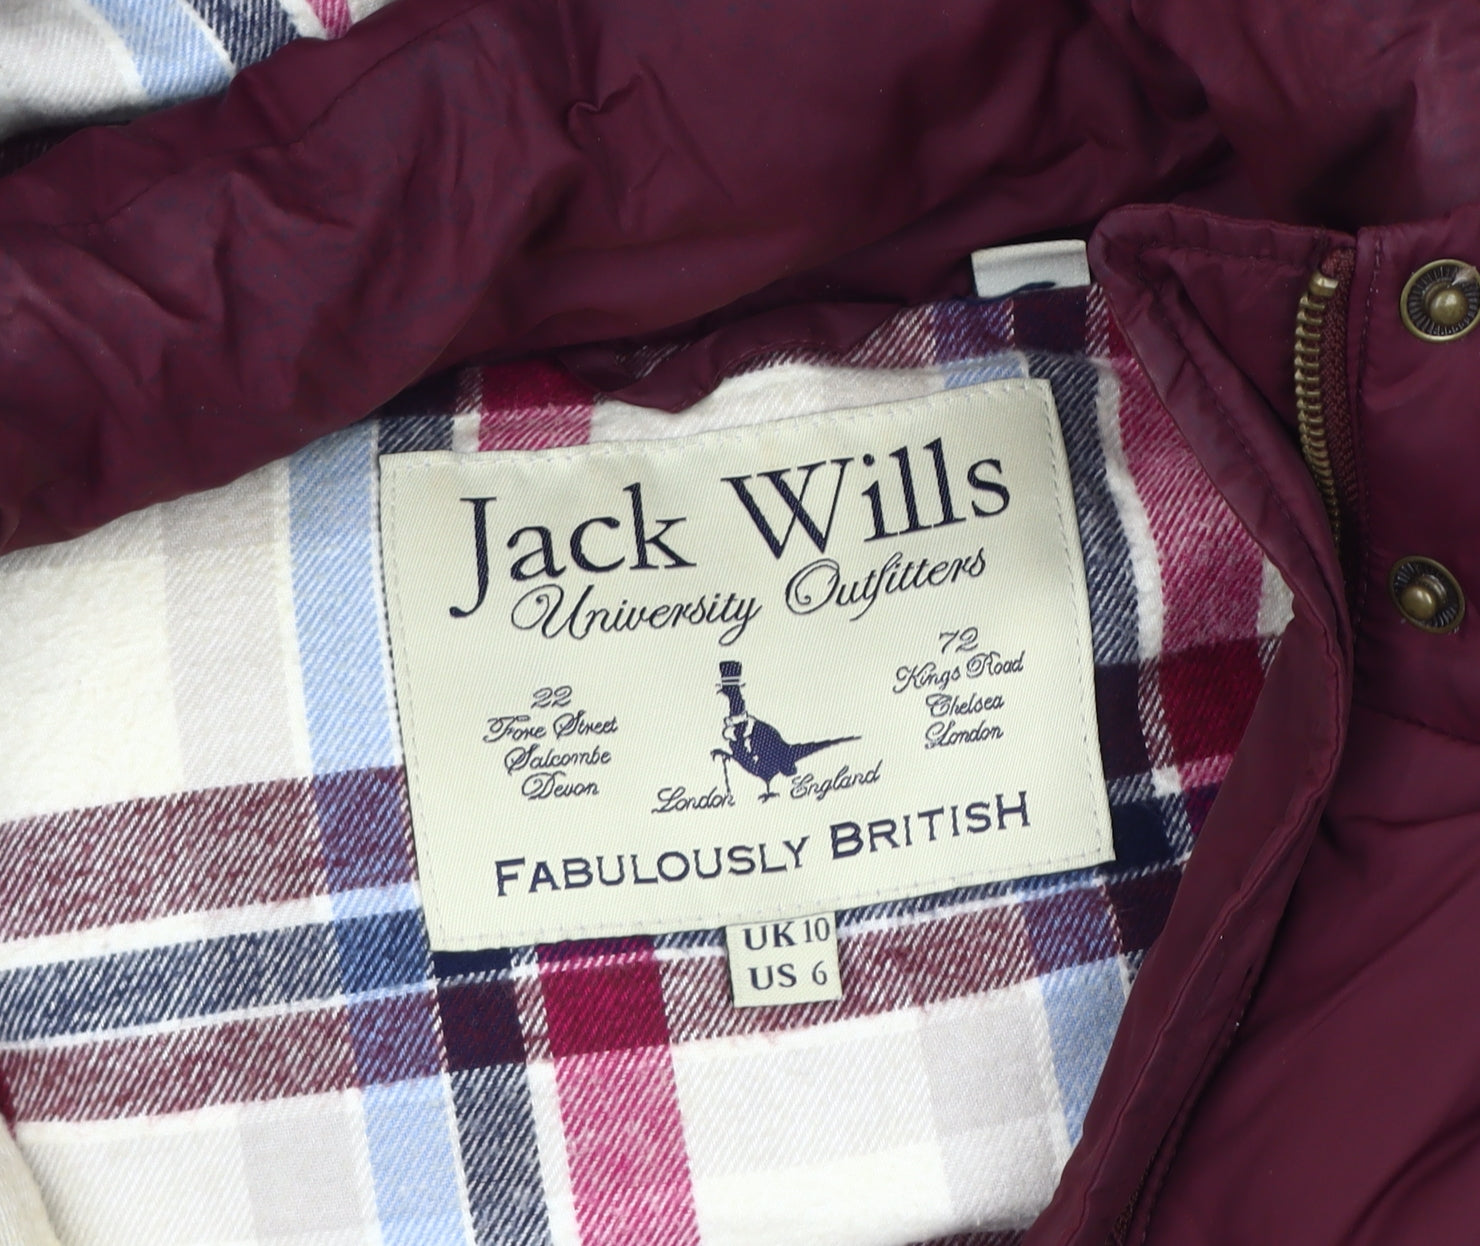 Jack Wills
University Outfitters
22
Fore Street
Salcombe
Devon
72
Kings Road
Chelsea
London
London England
FABULOUSLY BRITISH
UK 10
US 6